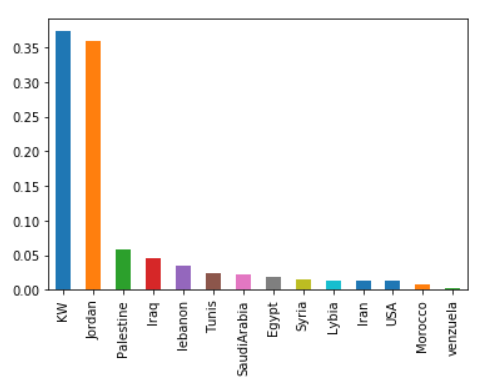 0.35
0.30
0.25
0.20
0.15
0.10
0.05
0.00
KW
Jordan
Palestine
Iraq
lebanon
Tunis
SaudiArabia
Egypt
Syria
Lybia
Iran
USA
Morocco
venzuela